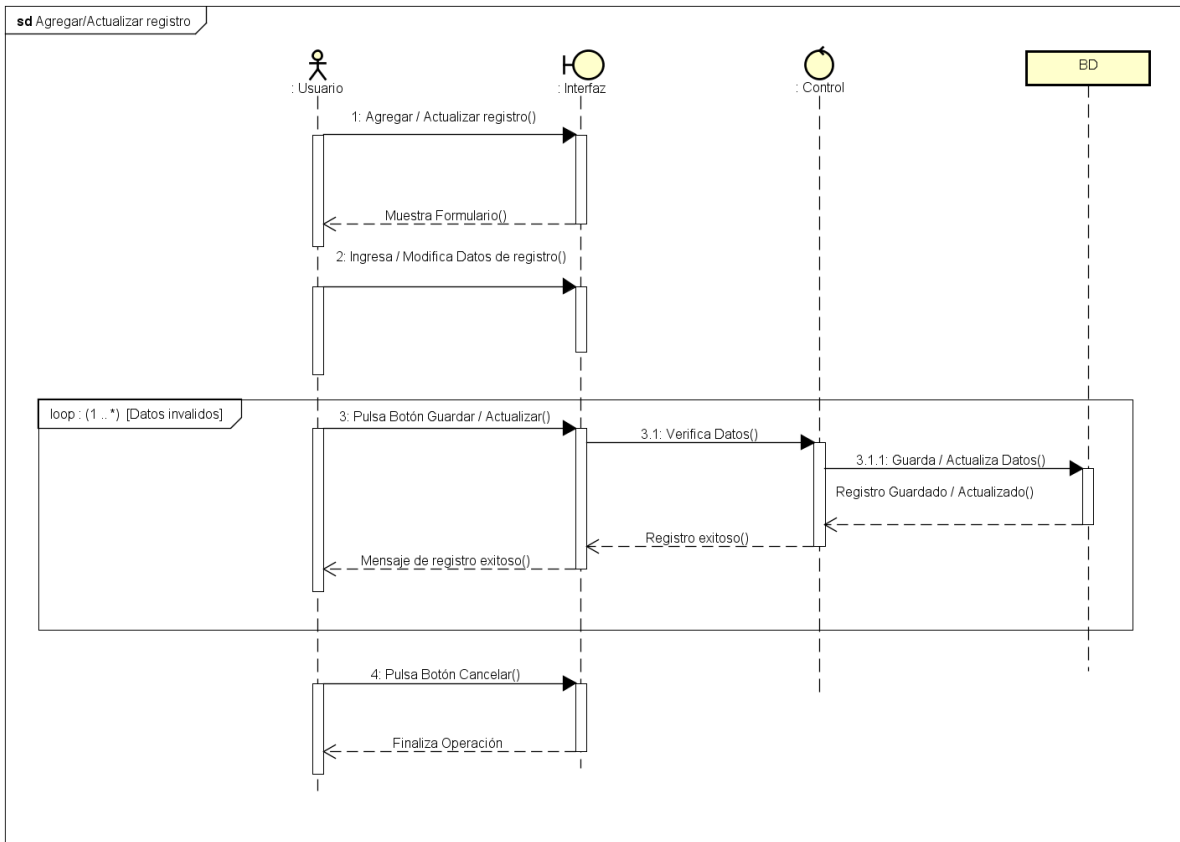 sd Agregar/Actualizar registro
: Usuario
: Interfaz
: Control
BD
1: Agregar / Actualizar registro()
Muestra Formulario()
2: Ingresa / Modifica Datos de registro()
loop : (1 .. *) [Datos invalidos]
3: Pulsa Botón Guardar / Actualizar()
3.1: Verifica Datos()
3.1.1: Guarda / Actualiza Datos()
Registro Guardado / Actualizado()
Registro exitoso()
Mensaje de registro exitoso()
4: Pulsa Botón Cancelar()
Finaliza Operación